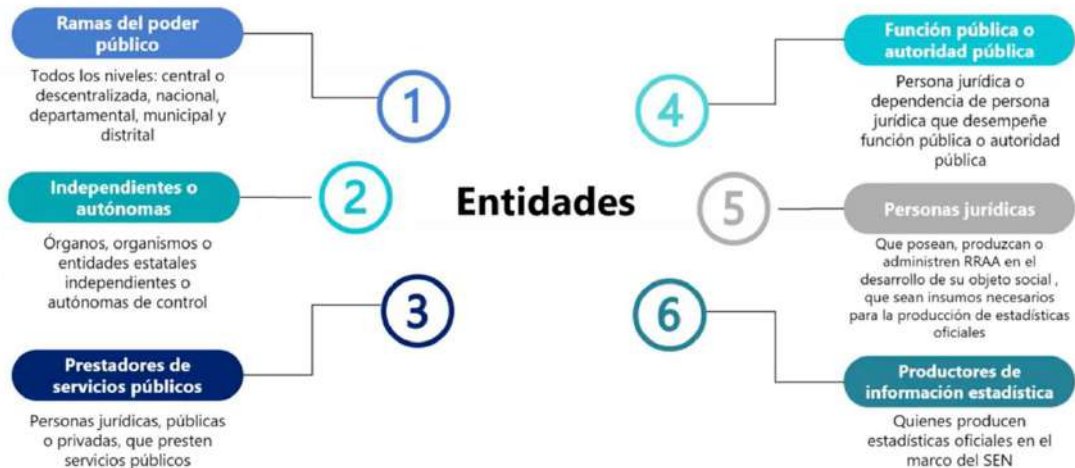 Ramas del poder
público
Todos los niveles: central o
descentralizada, nacional,
departamental, municipal y
distrital
1
Independientes o
autónomas
Órganos, organismos o
entidades estatales
independientes o
autónomas de control
2
Prestadores de
servicios públicos
Personas jurídicas, públicas
o privadas, que presten
servicios públicos
3
Entidades
Función pública o
autoridad pública
Persona jurídica o
dependencia de persona
jurídica que desempeñe
función pública o autoridad
pública
4
Personas jurídicas
Que posean, produzcan o
administren RRAA en el
desarrollo de su objeto social ,
que sean insumos necesarios
para la producción de estadísticas
oficiales
5
Productores de
información estadística
Quienes producen
estadísticas oficiales en el
marco del SEN
6